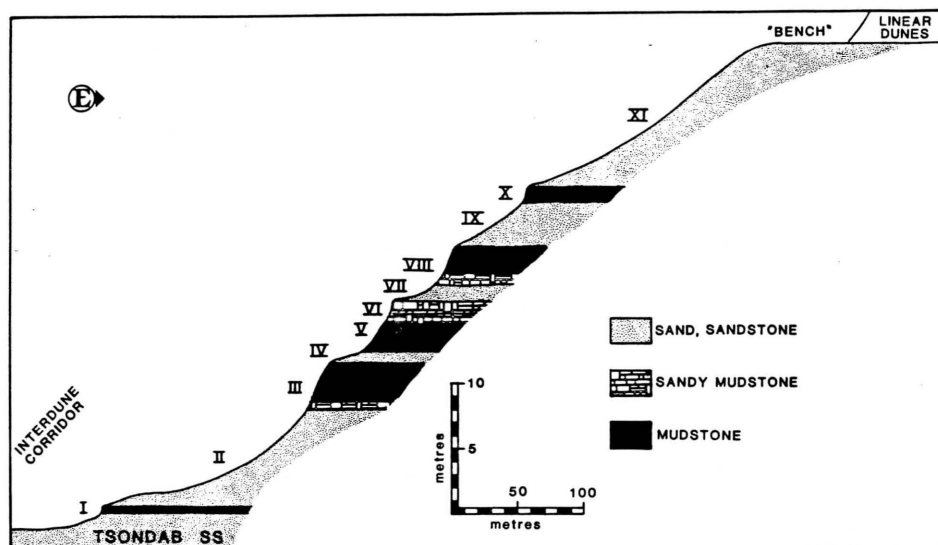 "BENCH"
LINEAR
DUNES
E
XI
X
IX
VIII
VII
VI
V
IV
III
II
I
INTERDUNE
CORRIDOR
TSONDAB SS
SAND, SANDSTONE
SANDY MUDSTONE
MUDSTONE
10
5
metres
50
100
metres